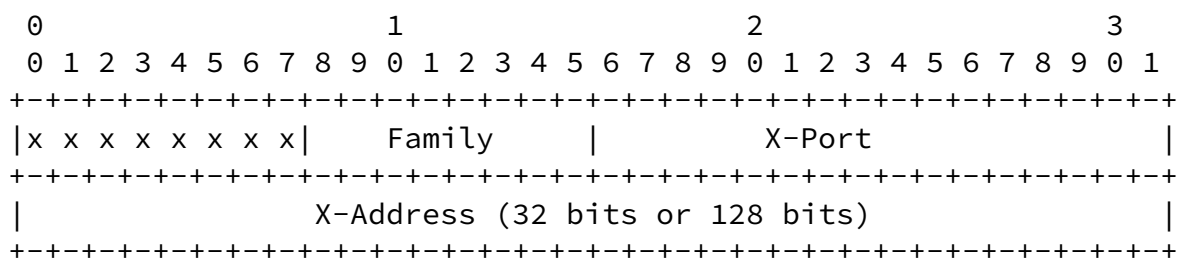 0                   1                   2                   3
 0 1 2 3 4 5 6 7 8 9 0 1 2 3 4 5 6 7 8 9 0 1 2 3 4 5 6 7 8 9 0 1
+-+-+-+-+-+-+-+-+-+-+-+-+-+-+-+-+-+-+-+-+-+-+-+-+-+-+-+-+-+-+-+-+
|x x x x x x x x|    Family     |         X-Port                |
+-+-+-+-+-+-+-+-+-+-+-+-+-+-+-+-+-+-+-+-+-+-+-+-+-+-+-+-+-+-+-+-+
|                X-Address (32 bits or 128 bits)                |
+-+-+-+-+-+-+-+-+-+-+-+-+-+-+-+-+-+-+-+-+-+-+-+-+-+-+-+-+-+-+-+-+